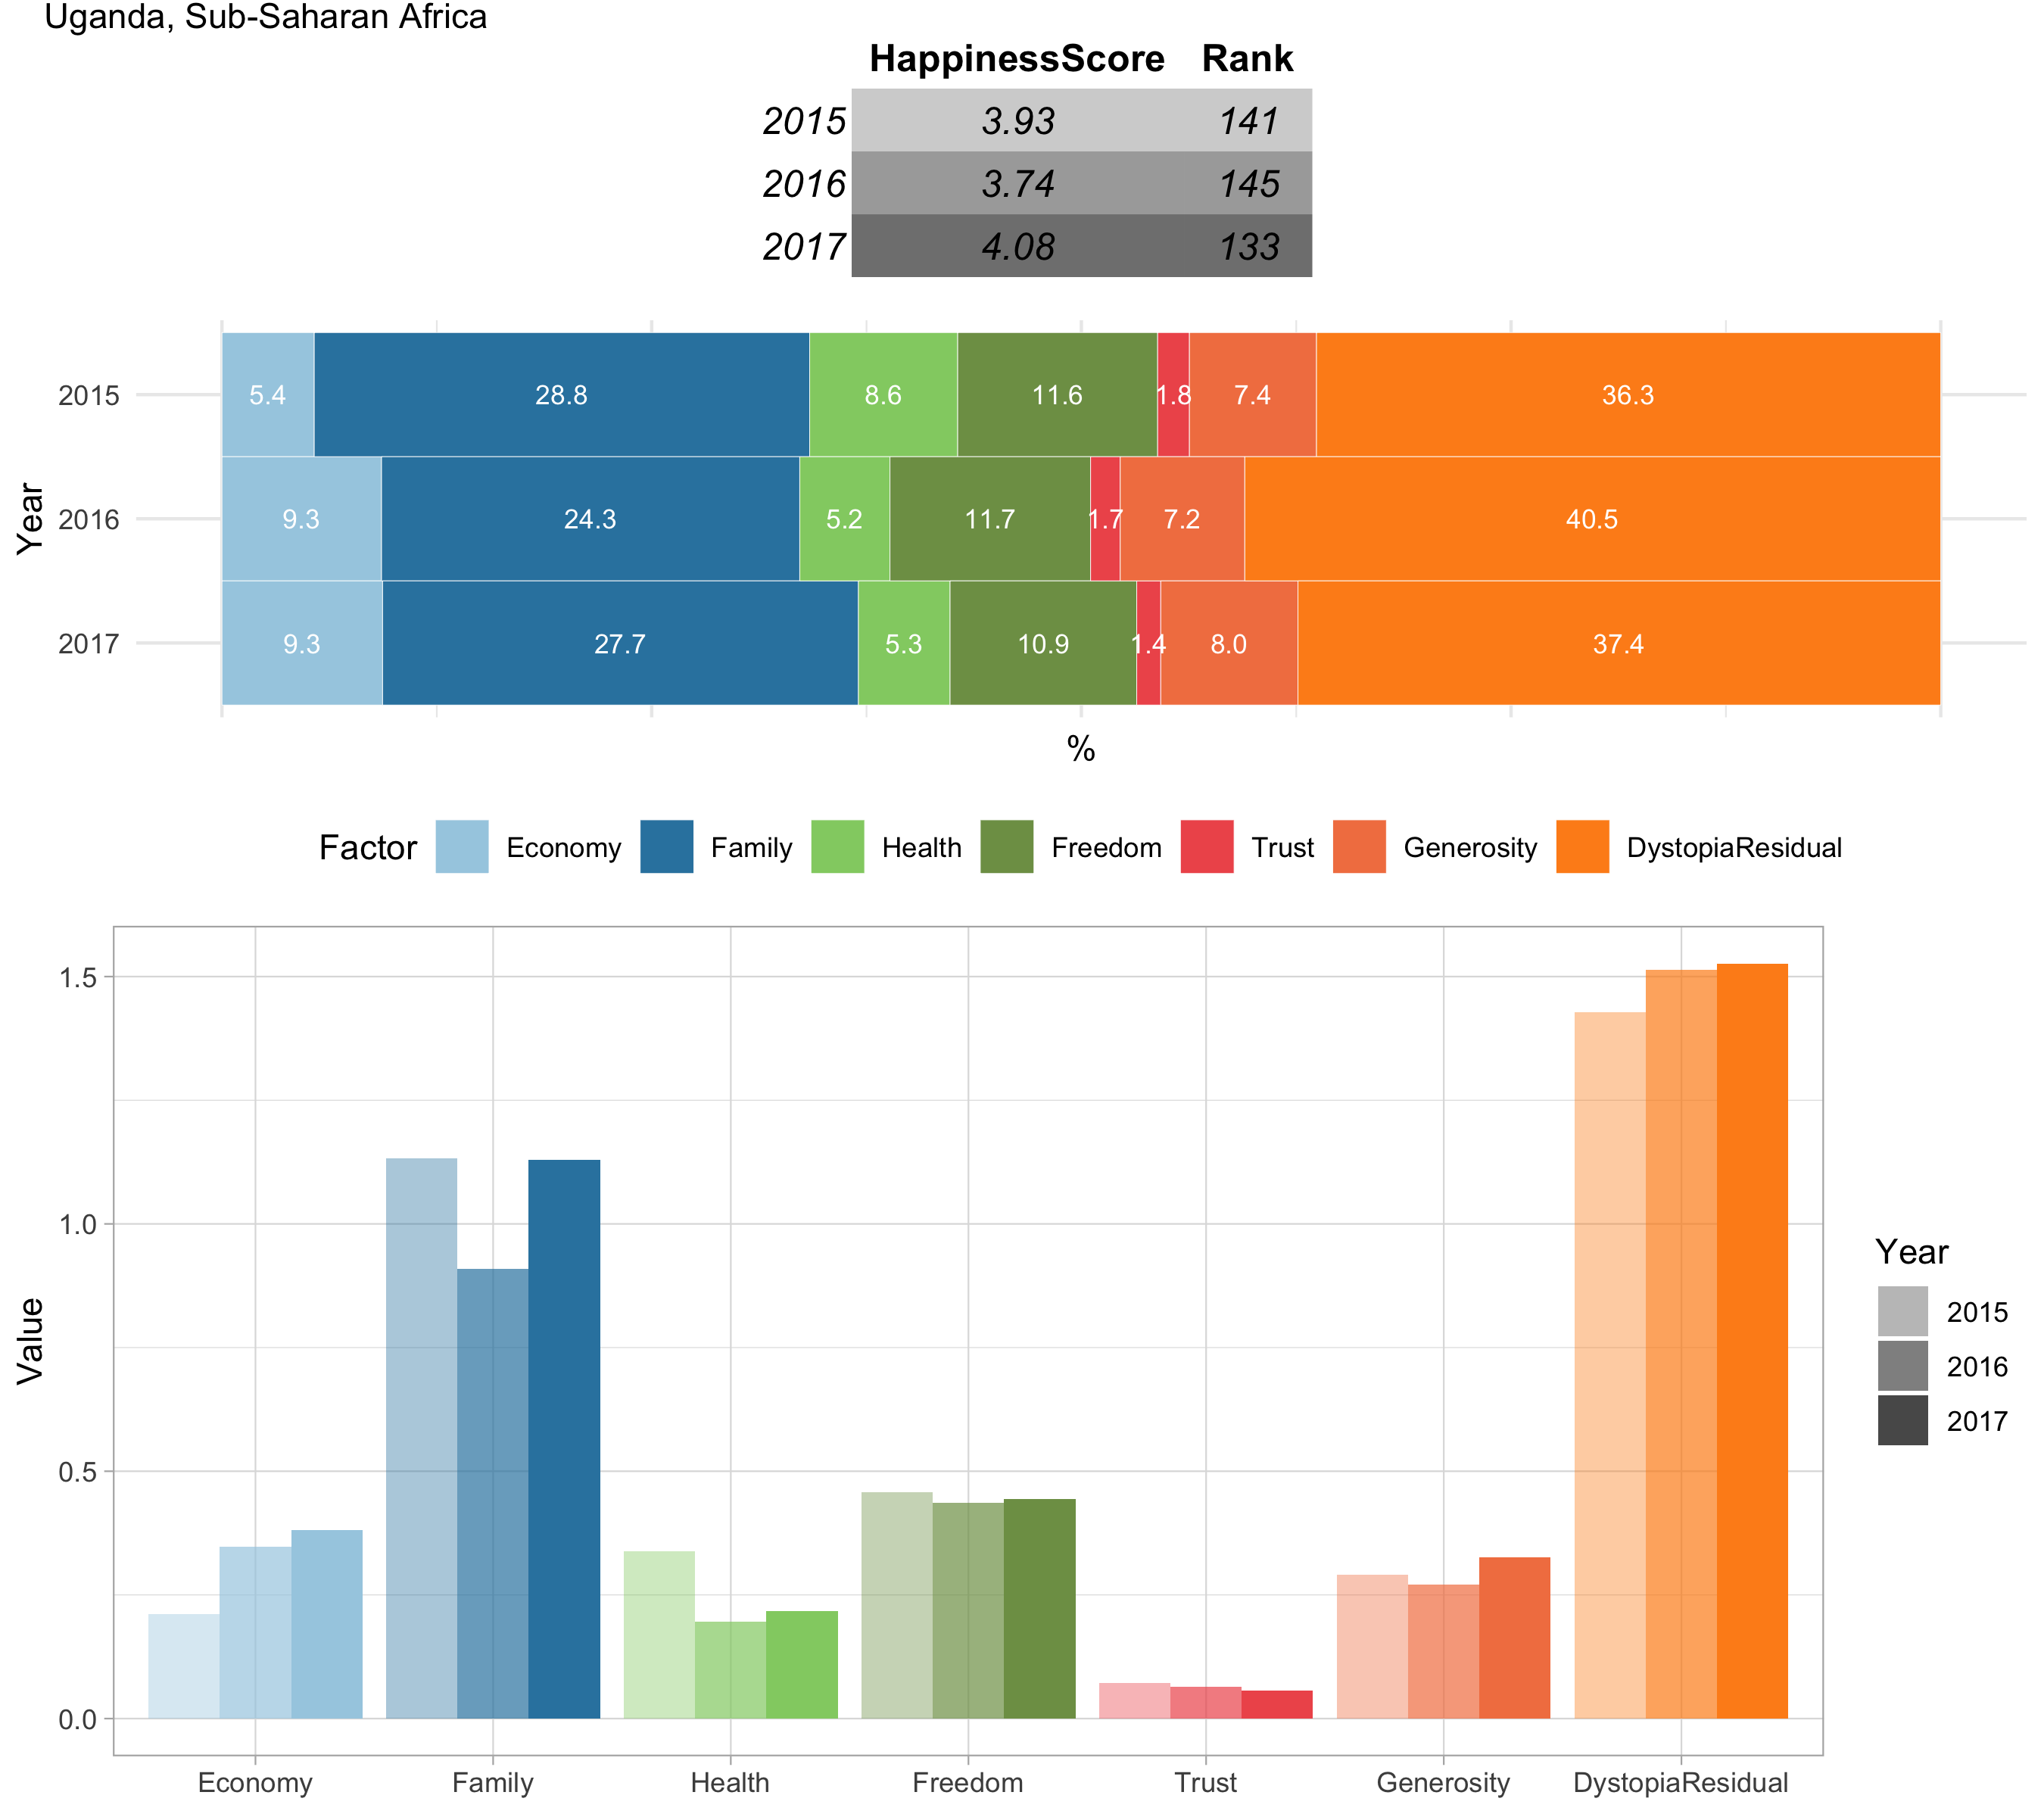 Uganda, Sub-Saharan Africa
HappinessScore Rank
2015 3.93 141
2016 3.74 145
2017 4.08 133
Year
2015 5.4 28.8 8.6 11.6 1.8 7.4 36.3
2016 9.3 24.3 5.2 11.7 1.7 7.2 40.5
2017 9.3 27.7 5.3 10.9 1.4 8.0 37.4
%
Factor Economy Family Health Freedom Trust Generosity DystopiaResidual
Value
1.5
1.0
0.5
0.0
Economy Family Health Freedom Trust Generosity DystopiaResidual
Year
2015
2016
2017